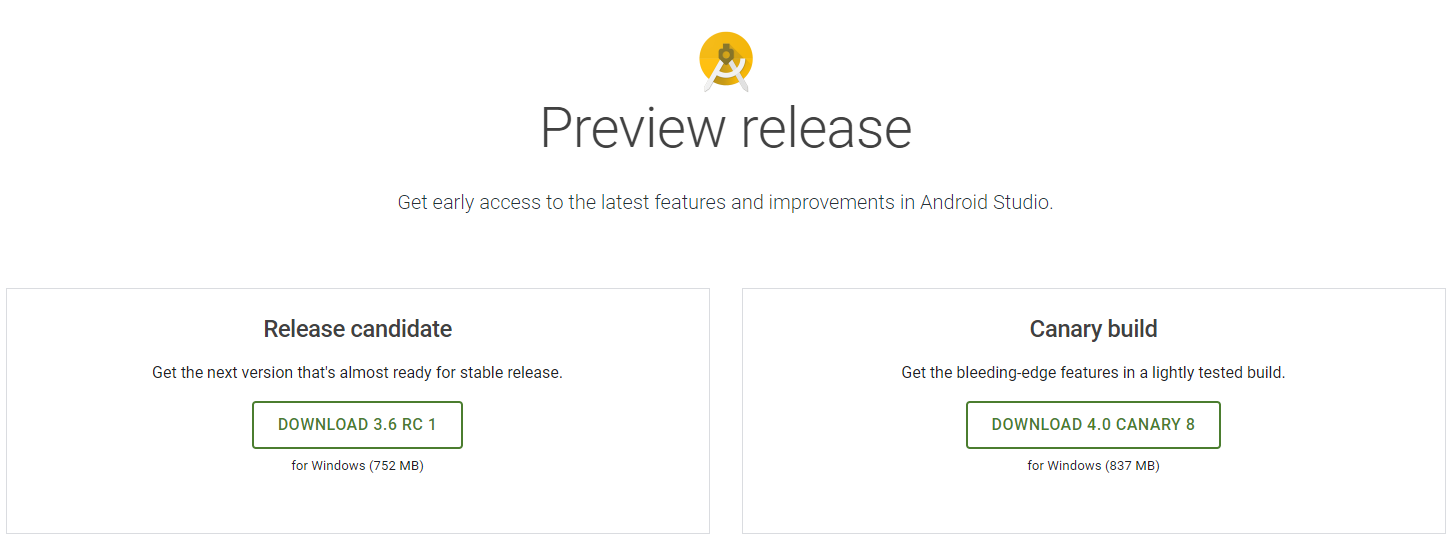 Preview release
Get early access to the latest features and improvements in Android Studio.
Release candidate
Get the next version that's almost ready for stable release.
DOWNLOAD 3.6 RC 1
for Windows (752 MB)
Canary build
Get the bleeding-edge features in a lightly tested build.
DOWNLOAD 4.0 CANARY 8
for Windows (837 MB)